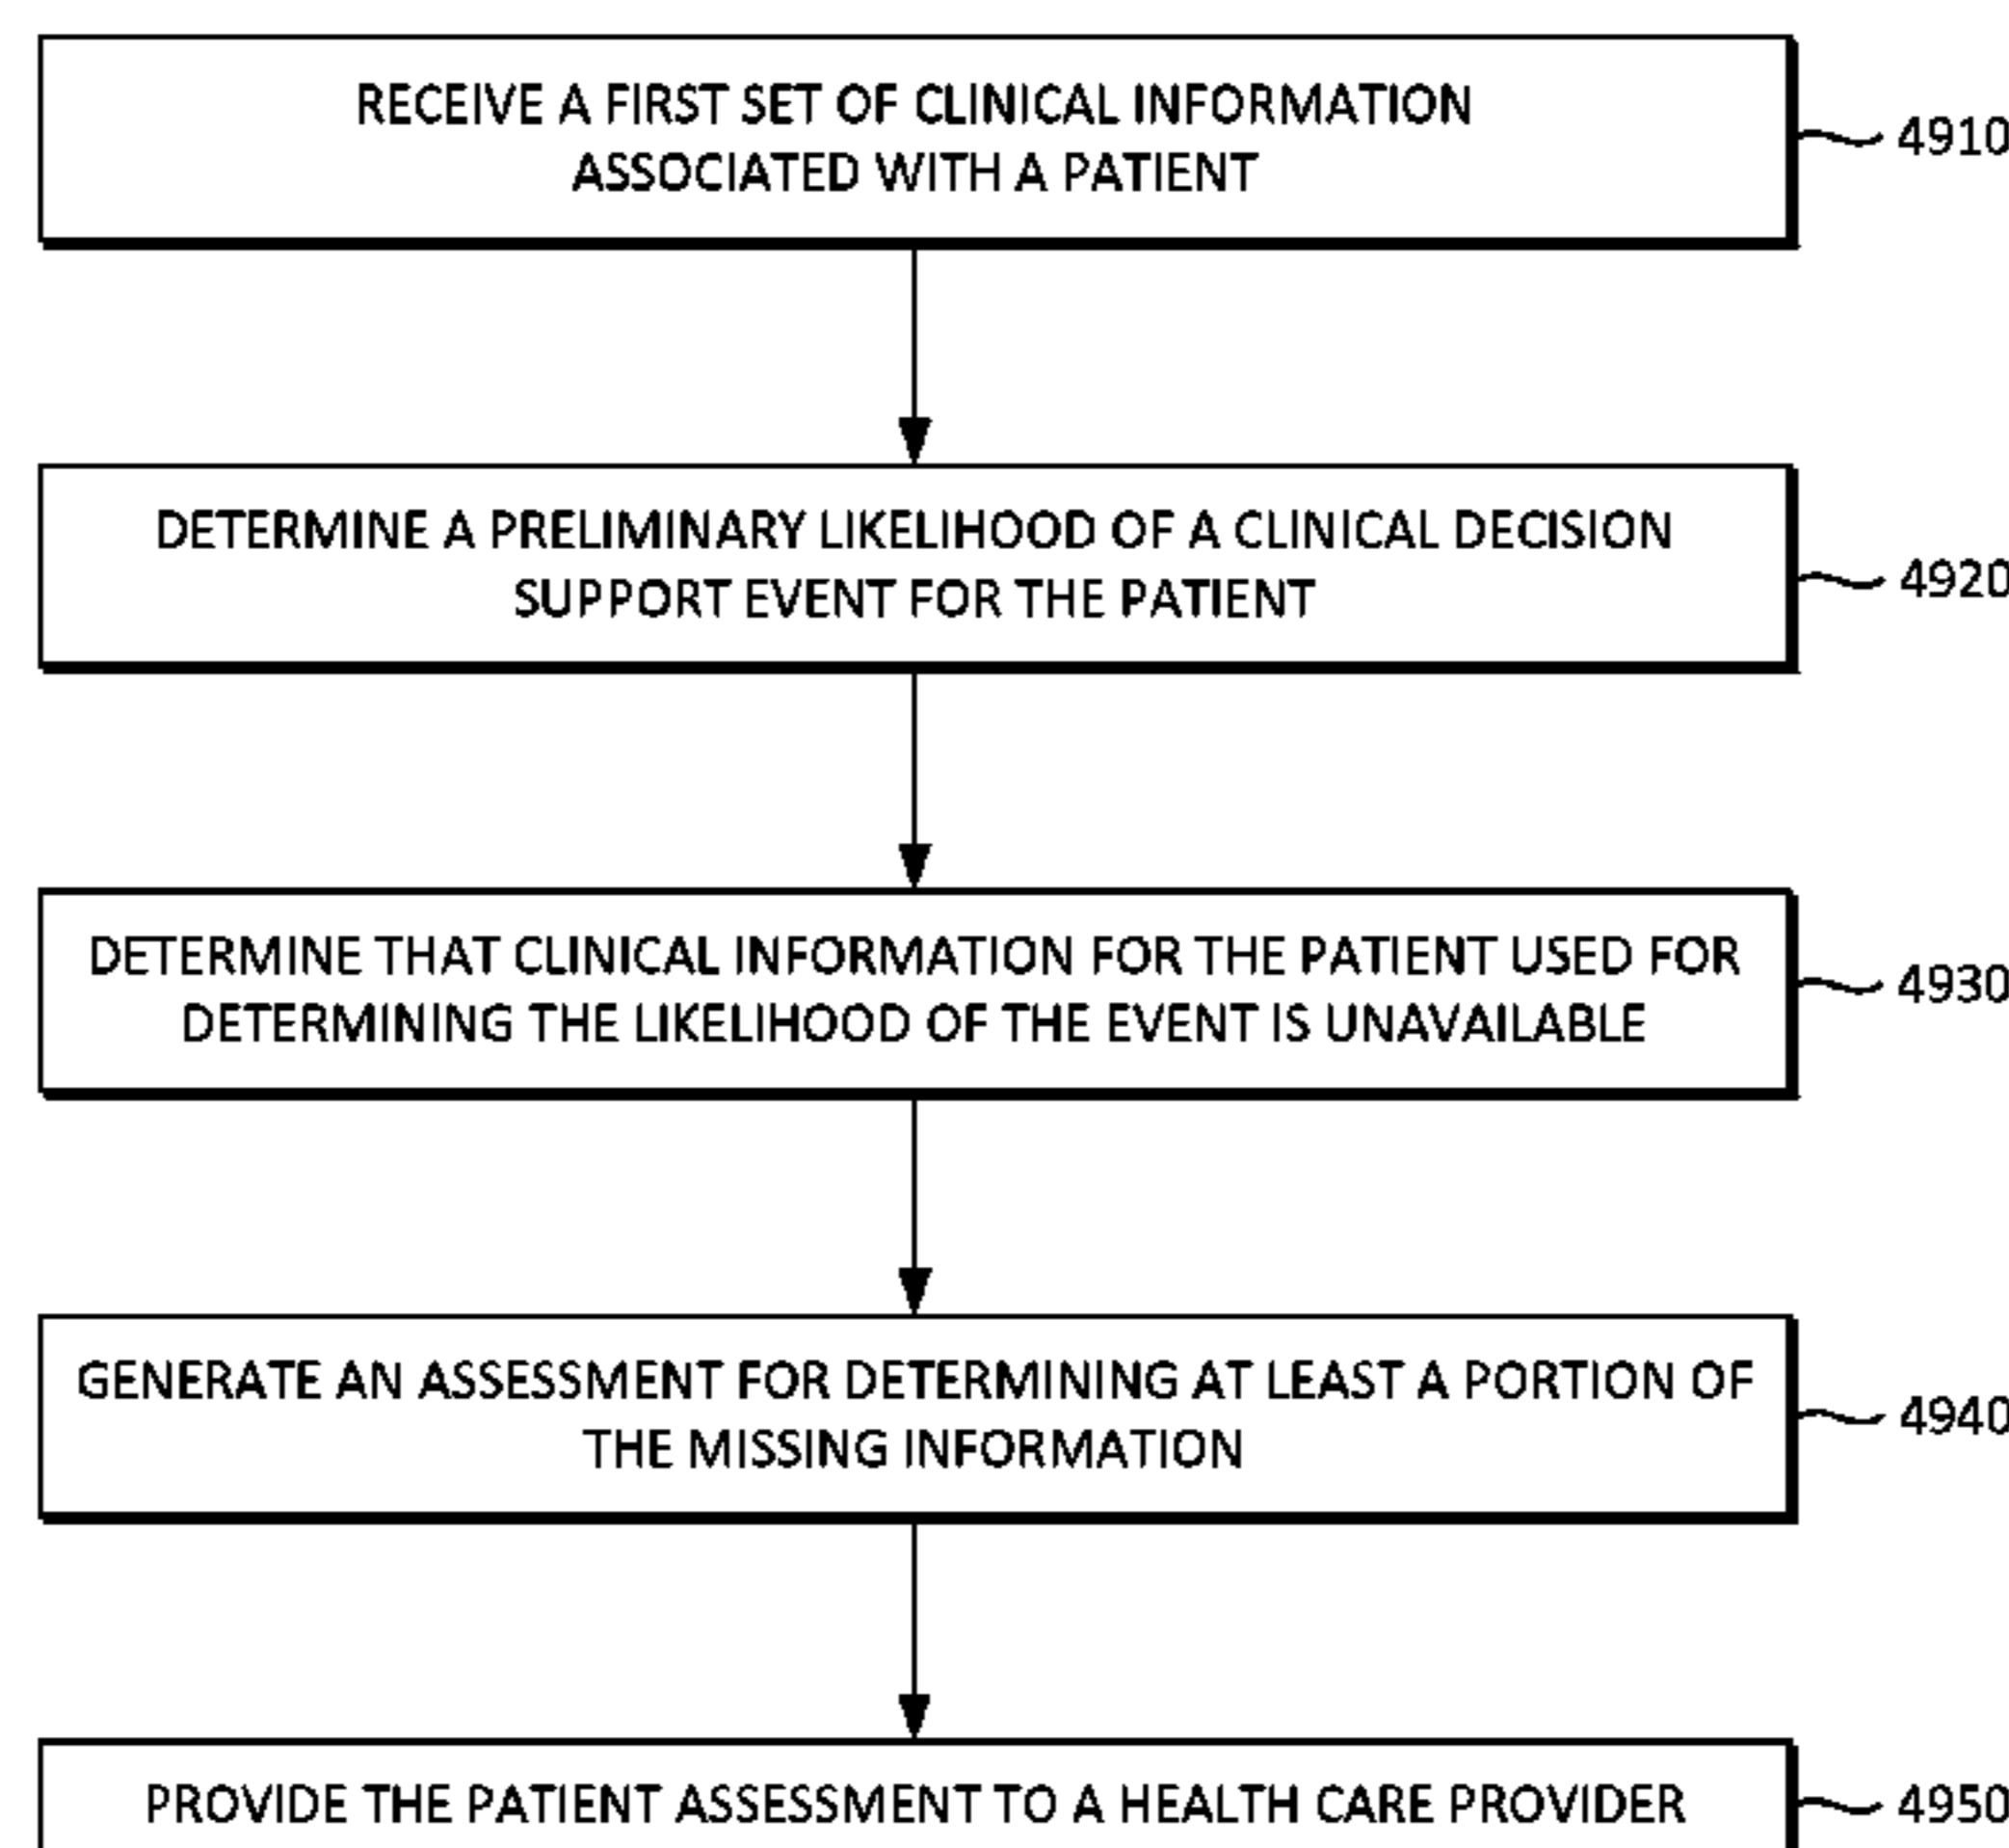 RECEIVE A FIRST SET OF CLINICAL INFORMATION
ASSOCIATED WITH A PATIENT
4910
DETERMINE A PRELIMINARY LIKELIHOOD OF A CLINICAL DECISION
SUPPORT EVENT FOR THE PATIENT
4920
DETERMINE THAT CLINICAL INFORMATION FOR THE PATIENT USED FOR
DETERMINING THE LIKELIHOOD OF THE EVENT IS UNAVAILABLE
4930
GENERATE AN ASSESSMENT FOR DETERMINING AT LEAST A PORTION OF
THE MISSING INFORMATION
4940
PROVIDE THE PATIENT ASSESSMENT TO A HEALTH CARE PROVIDER
4950